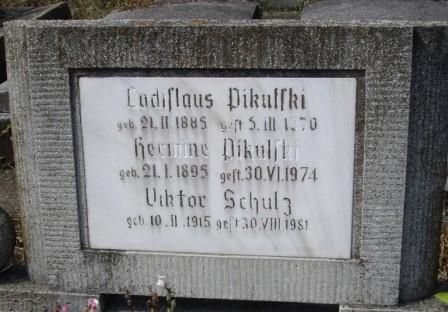 Ladislaus Pikulski
geb. 21. II 1885 gest 5. III 1970
Hermine Pikulski
geb. 21. I. 1895 gest. 30. VI. 1974
Viktor Schulz
geb 10. II .1915 gest 30. VIII 1981